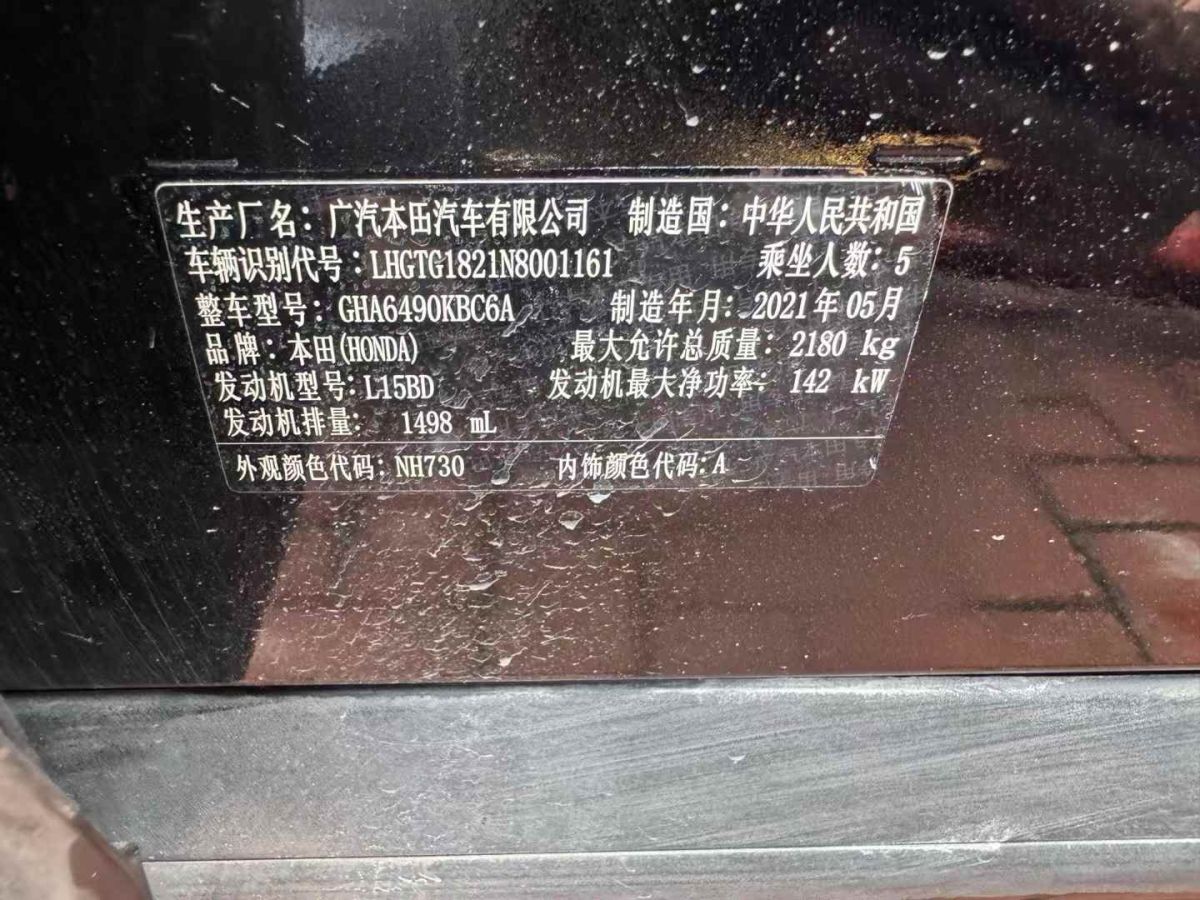 生产厂名：广汽本田汽车有限公司 制造国：中华人民共和国
车辆识别代号：LHGTG1821N8001161 乘坐人数：5
整车型号：GHA6490KBC6A 制造年月：2021年05月
品牌：本田(HONDA) 最大允许总质量：2180 kg
发动机型号：L15BD 发动机最大净功率：142 kW
发动机排量：1498 mL
外观颜色代码：NH730 内饰颜色代码：A